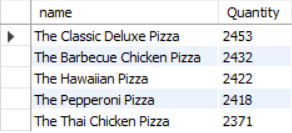 name Quantity
The Classic Deluxe Pizza 2453
The Barbecue Chicken Pizza 2432
The Hawaiian Pizza 2422
The Pepperoni Pizza 2418
The Thai Chicken Pizza 2371